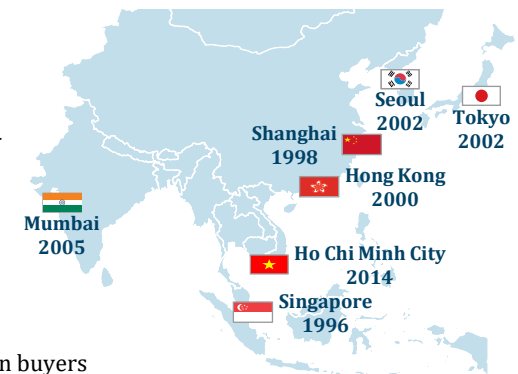 Seoul
2002
Tokyo
2002
Shanghai
1998
Hong Kong
2000
Mumbai
2005
Ho Chi Minh City
2014
Singapore
1996
n buyers